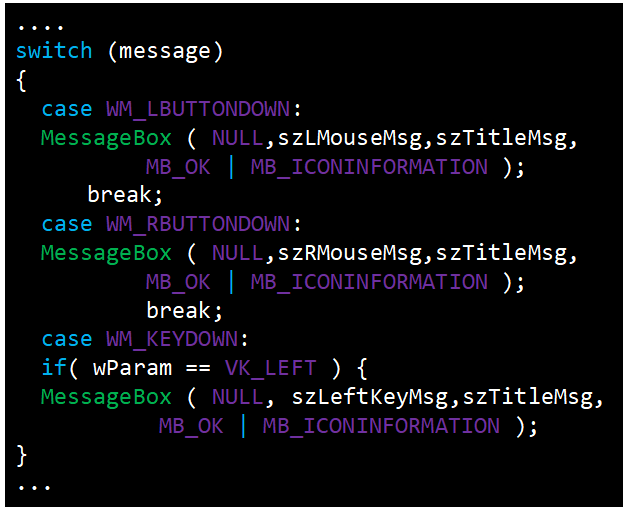 ....
switch (message)
{
case WM_LBUTTONDOWN:
MessageBox ( NULL,szLMouseMsg,szTitleMsg,
MB_OK | MB_ICONINFORMATION );
break;
case WM_RBUTTONDOWN:
MessageBox ( NULL,szRMouseMsg,szTitleMsg,
MB_OK | MB_ICONINFORMATION );
break;
case WM_KEYDOWN:
if( wParam == VK_LEFT ) {
MessageBox ( NULL, szLeftKeyMsg,szTitleMsg,
MB_OK | MB_ICONINFORMATION );
}
...